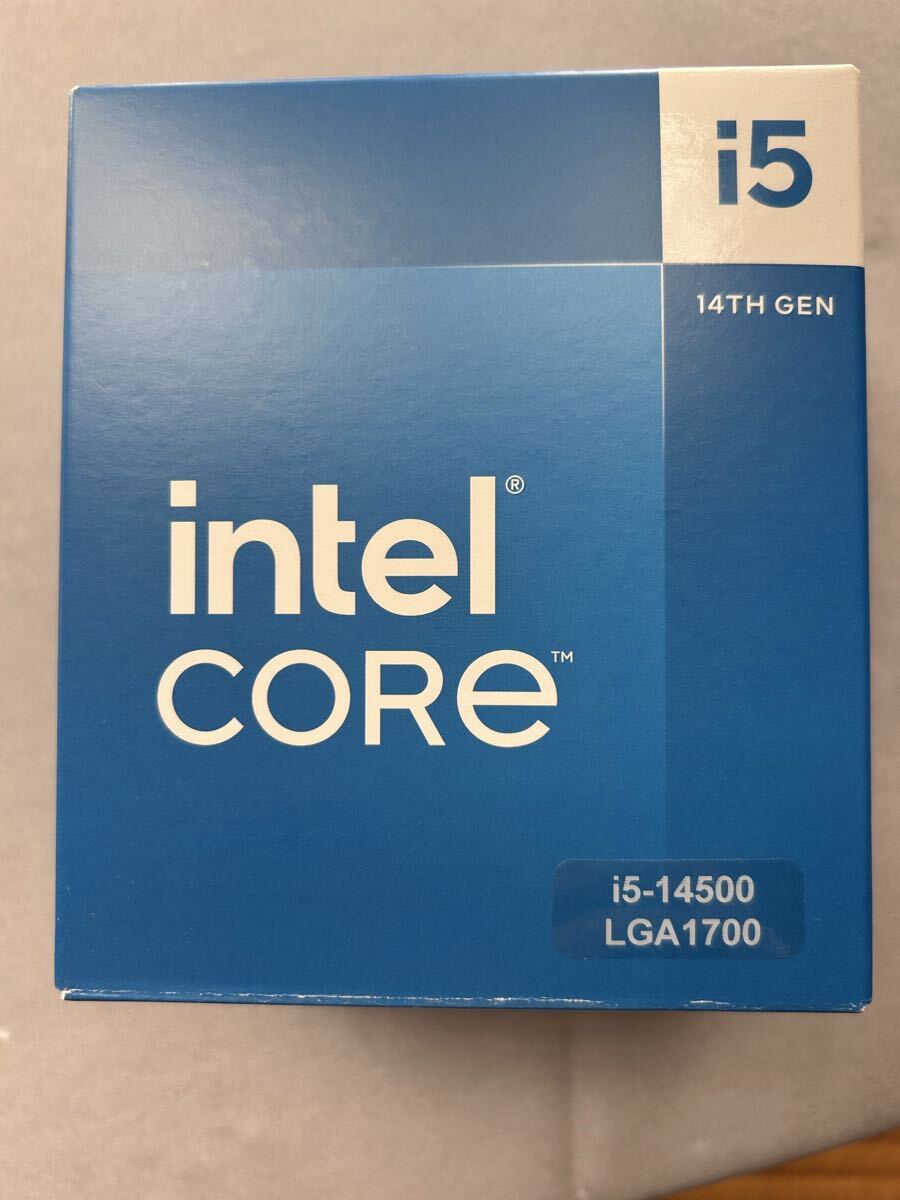 i5
14TH GEN
intel®
CORE™
i5-14500
LGA1700